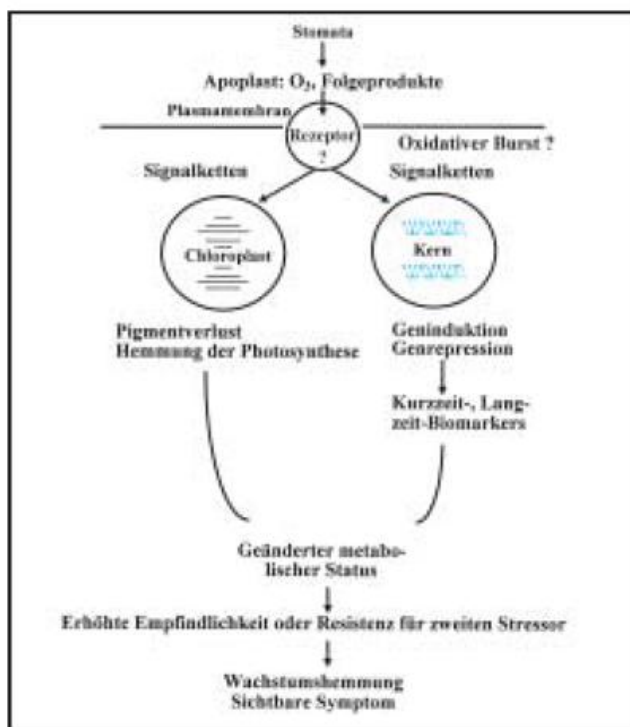 Stomata
Apoplast: O3, Folgeprodukte
Plasmamembran
Rezeptor
?
Oxidativer Burst ?
Signalketten
Signalketten
Chloroplast
Kern
Pigmentverlust
Hemmung der Photosynthese
Geninduktion
Genrepression
Kurzzeit-, Lang-
zeit-Biomarkers
Geänderter metabo-
lischer Status
Erhöhte Empfindlichkeit oder Resistenz für zweiten Stressor
Wachstumshemmung
Sichtbare Symptom